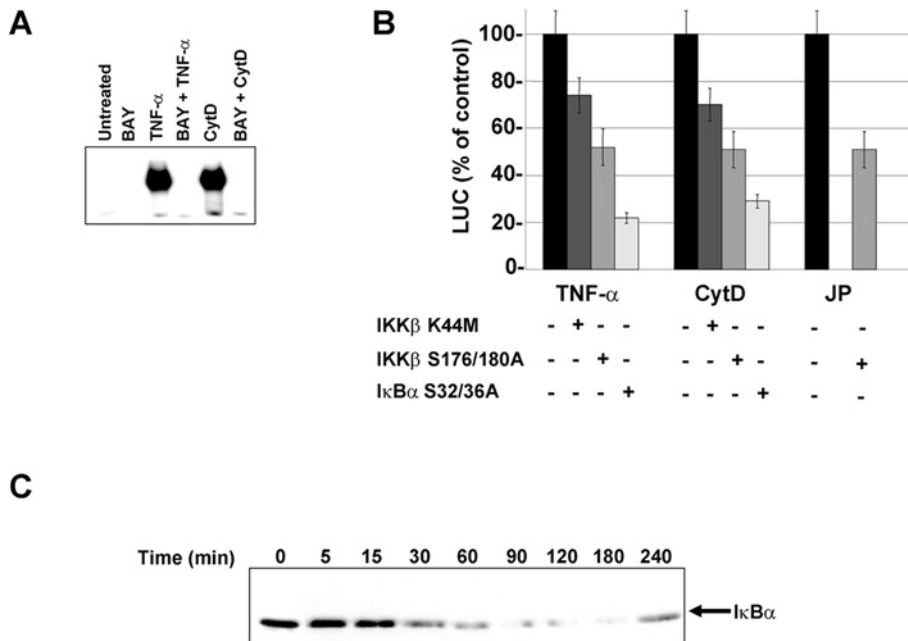 A
Untreated
BAY
TNF-α
BAY + TNF-α
CytD
BAY + CytD
B
LUC (% of control)
100-
80-
60-
40-
20-
0-
TNF-α CytD JP
IKKβ K44M - + - - - + - - - -
IKKβ S176/180A - - + - - - + - - +
IκBα S32/36A - - - + - - - + - -
C
Time (min) 0 5 15 30 60 90 120 180 240
IκBα